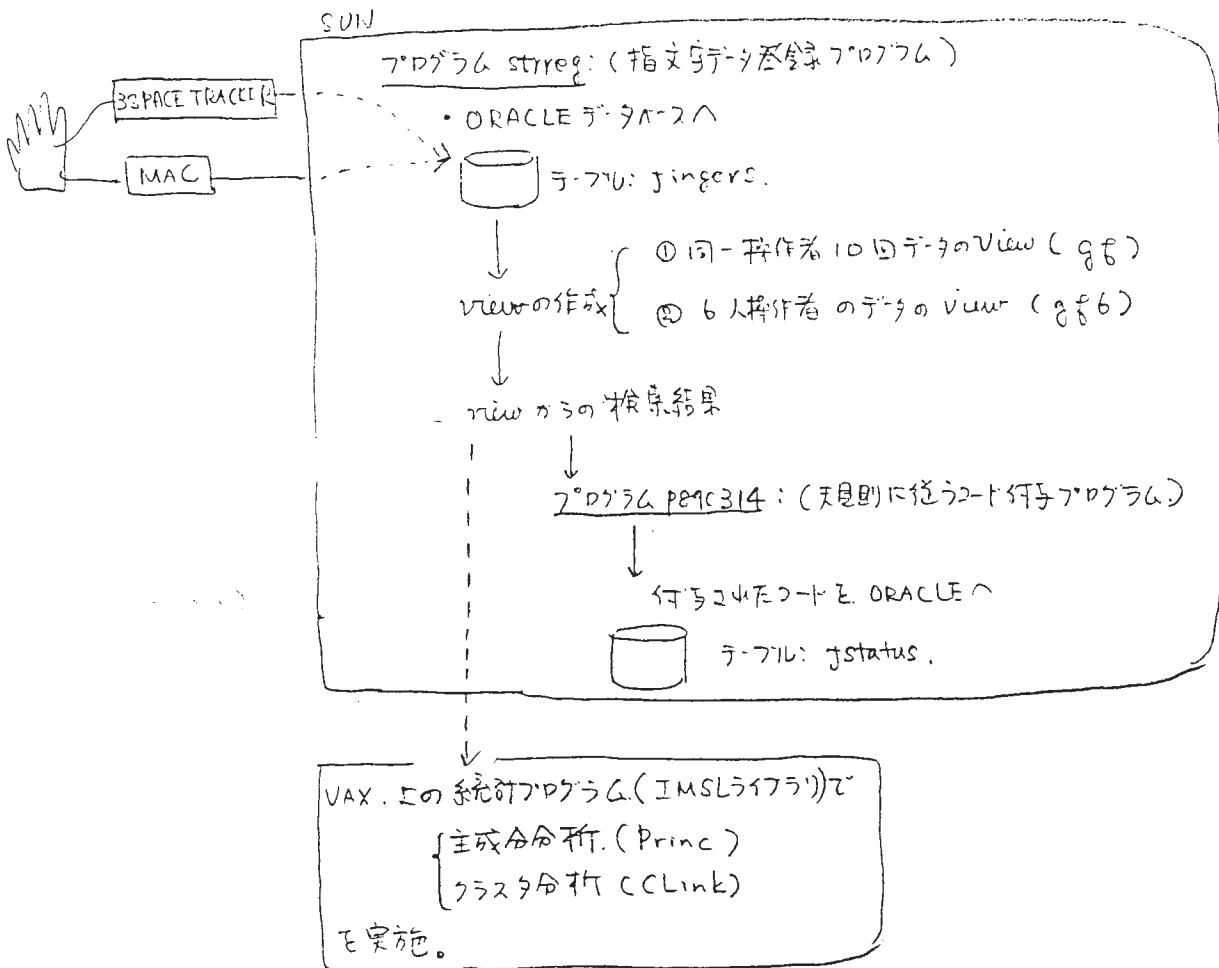 SUN
プログラム strreg:(指文字データ登録プログラム)
3SPACE TRACKER
・ORACLEデータベースへ
MAC
テーブル: fingers.
① 同一操作者10回データのView ( gf )
viewの作成
② 6人操作者のデータの view ( gf6 )
viewからの検索結果
プログラム :(規則に従うコード付与プログラム)
付与されたコードを ORACLEへ
テーブル: fstatus.
VAX.上の統計プログラム.(IMSLライブラリ)で
主成分分析.(Princ)
クラスタ分析 (CLink)
を実施。